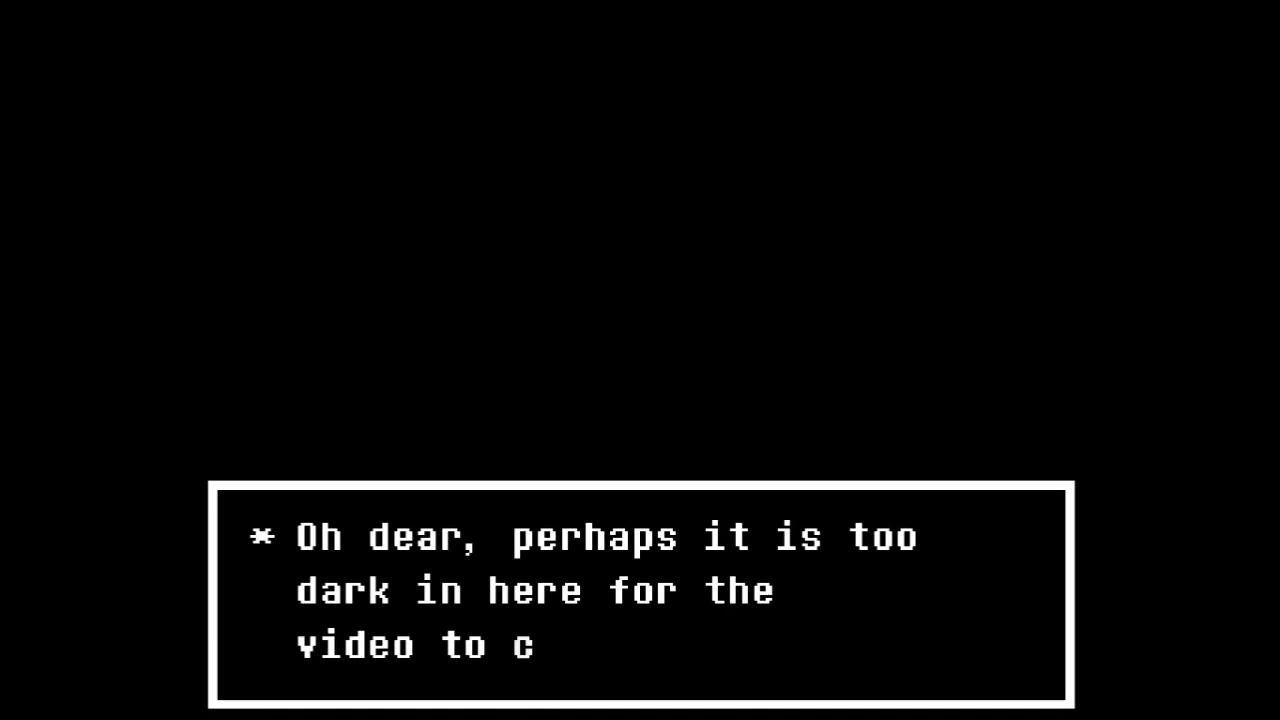 * Oh dear, perhaps it is too
dark in here for the
video to c